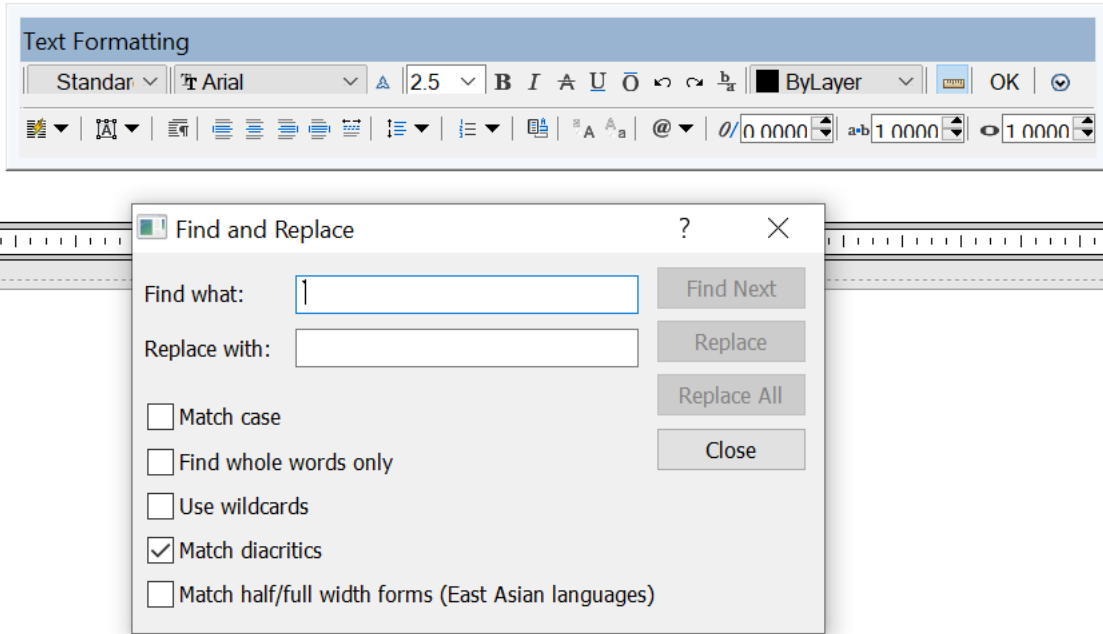 Text Formatting
Standar Arial 2.5 B I A U O b/a ByLayer OK
@ 0/ 0.0000 a•b 1.0000 o 1.0000
Find and Replace ?
Find what: Find Next
Replace with: Replace
Replace All
Match case
Close
Find whole words only
Use wildcards
Match diacritics
Match half/full width forms (East Asian languages)